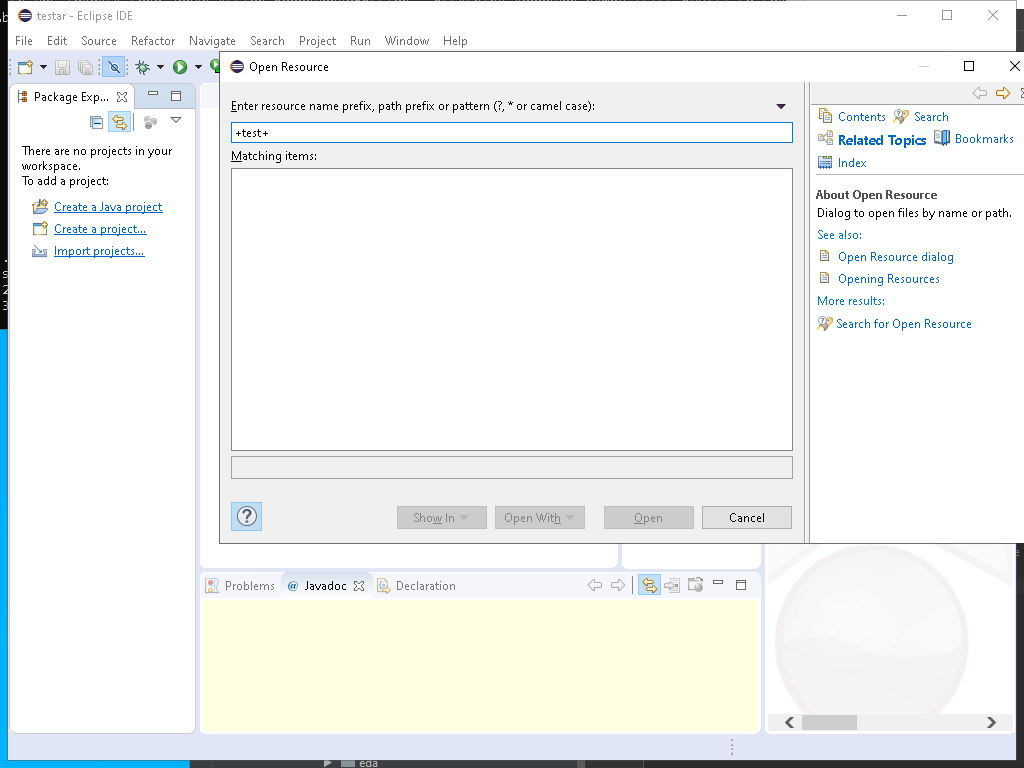 testar - Eclipse IDE
File Edit Source Refactor Navigate Search Project Run Window Help
Package Exp...
There are no projects in your
workspace.
To add a project:
Create a Java project
Create a project...
Import projects...
Open Resource
Enter resource name prefix, path prefix or pattern (?, * or camel case):
+test+
Matching items:
Show In
Open With
Open
Cancel
Contents
Search
Related Topics
Bookmarks
Index
About Open Resource
Dialog to open files by name or path.
See also:
Open Resource dialog
Opening Resources
More results:
Search for Open Resource
Problems
@ Javadoc
Declaration
eda